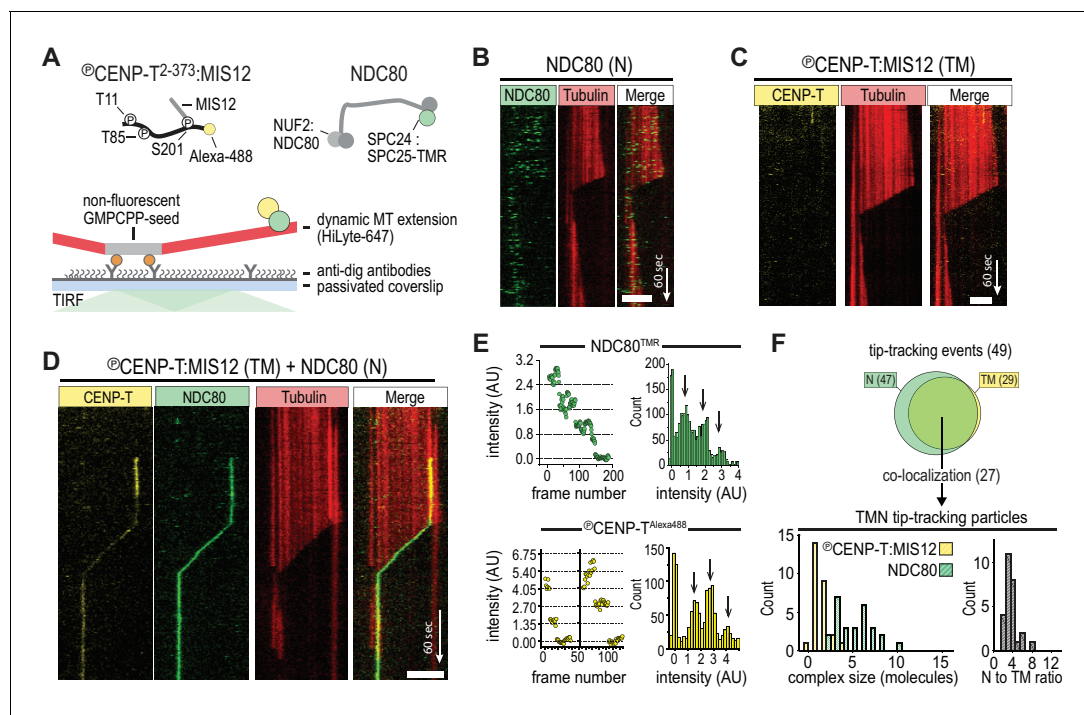 A
ⓅCENP-T2-373:MIS12
NDC80
T11
MIS12
T85
S201
Alexa-488
NUF2:
NDC80
SPC24 :
SPC25-TMR
non-fluorescent
GMPCPP-seed
dynamic MT extension
(HiLyte-647)
anti-dig antibodies
passivated coverslip
TIRF
P
P
P
B
NDC80 (N)
NDC80 Tubulin Merge
60 sec
C
ⓅCENP-T:MIS12 (TM)
CENP-T Tubulin Merge
60 sec
D
ⓅCENP-T:MIS12 (TM) + NDC80 (N)
CENP-T NDC80 Tubulin Merge
60 sec
E
NDC80TMR
intensity (AU)
3.2
2.4
1.6
0.8
0.0
0 100 200
frame number
Count
200
150
100
50
0
0 1 2 3 4
intensity (AU)
ⓅCENP-TAlexa488
intensity (AU)
6.75
5.40
4.05
2.70
1.35
0.00
0 50 100
frame number
Count
150
100
50
0
0 1 2 3 4
intensity (AU)
F
tip-tracking events (49)
N (47)
TM (29)
co-localization (27)
TMN tip-tracking particles
ⓅCENP-T:MIS12
NDC80
Count
15
10
5
0
0 5 10 15
complex size (molecules)
Count
15
10
5
0
0 4 8 12
N to TM ratio